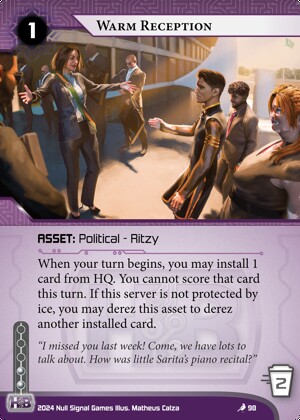 1
Warm Reception
ASSET: Political - Ritzy
When your turn begins, you may install 1
card from HQ. You cannot score that card
this turn. If this server is not protected by
ice, you may derez this asset to derez
another installed card.
“I missed you last week! Come, we have lots
to talk about. How was little Sarita’s piano recital?”
2
HB
2024 Null Signal Games Illus. Matheus Calza
90